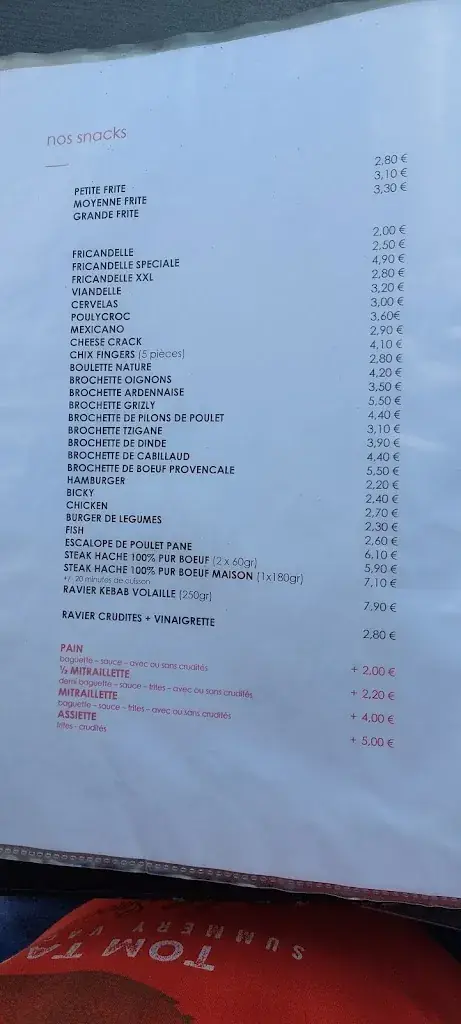 nos snacks
PETITE FRITE 2,80 €
MOYENNE FRITE 3,10 €
GRANDE FRITE 3,30 €
FRICANDELLE 2,00 €
FRICANDELLE SPECIALE 2,50 €
FRICANDELLE XXL 4,90 €
VIANDELLE 2,80 €
CERVELAS 3,20 €
POULYCROC 3,00 €
MEXICANO 3,60€
CHEESE CRACK 2,90 €
CHIX FINGERS (5 pièces) 4,10 €
BOULETTE NATURE 2,80 €
BROCHETTE OIGNONS 4,20 €
BROCHETTE ARDENNAISE 3,50 €
BROCHETTE GRIZLY 5,50 €
BROCHETTE DE PILONS DE POULET 4,40 €
BROCHETTE TZIGANE 3,10 €
BROCHETTE DE DINDE 3,90 €
BROCHETTE DE CABILLAUD 4,40 €
BROCHETTE DE BOEUF PROVENCALE 5,50 €
HAMBURGER 2,20 €
BICKY 2,40 €
CHICKEN 2,70 €
BURGER DE LEGUMES 2,30 €
FISH 2,60 €
ESCALOPE DE POULET PANE 6,10 €
STEAK HACHE 100% PUR BOEUF (2 x 60gr) 5,90 €
STEAK HACHE 100% PUR BOEUF MAISON (1x180gr) 7,10 €
+/- 20 minutes de cuisson
RAVIER KEBAB VOLAILLE (250gr) 7,90 €
RAVIER CRUDITES + VINAIGRETTE 2,80 €
PAIN + 2,00 €
baguette – sauce – avec ou sans crudités
½ MITRAILLETTE + 2,20 €
demi baguette – sauce – frites – avec ou sans crudités
MITRAILLETTE + 4,00 €
baguette – sauce – frites – avec ou sans crudités
ASSIETTE + 5,00 €
frites - crudités
SUMMERY
TOM TA